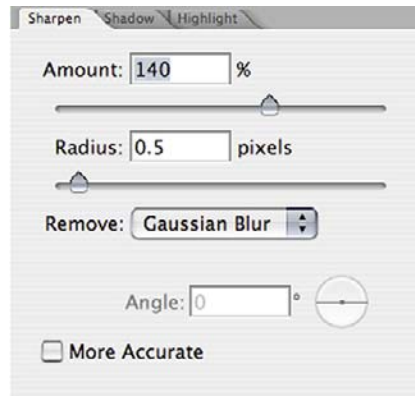 Sharpen Shadow Highlight
Amount: 140 %
Radius: 0.5 pixels
Remove: Gaussian Blur
Angle: 0 °
More Accurate